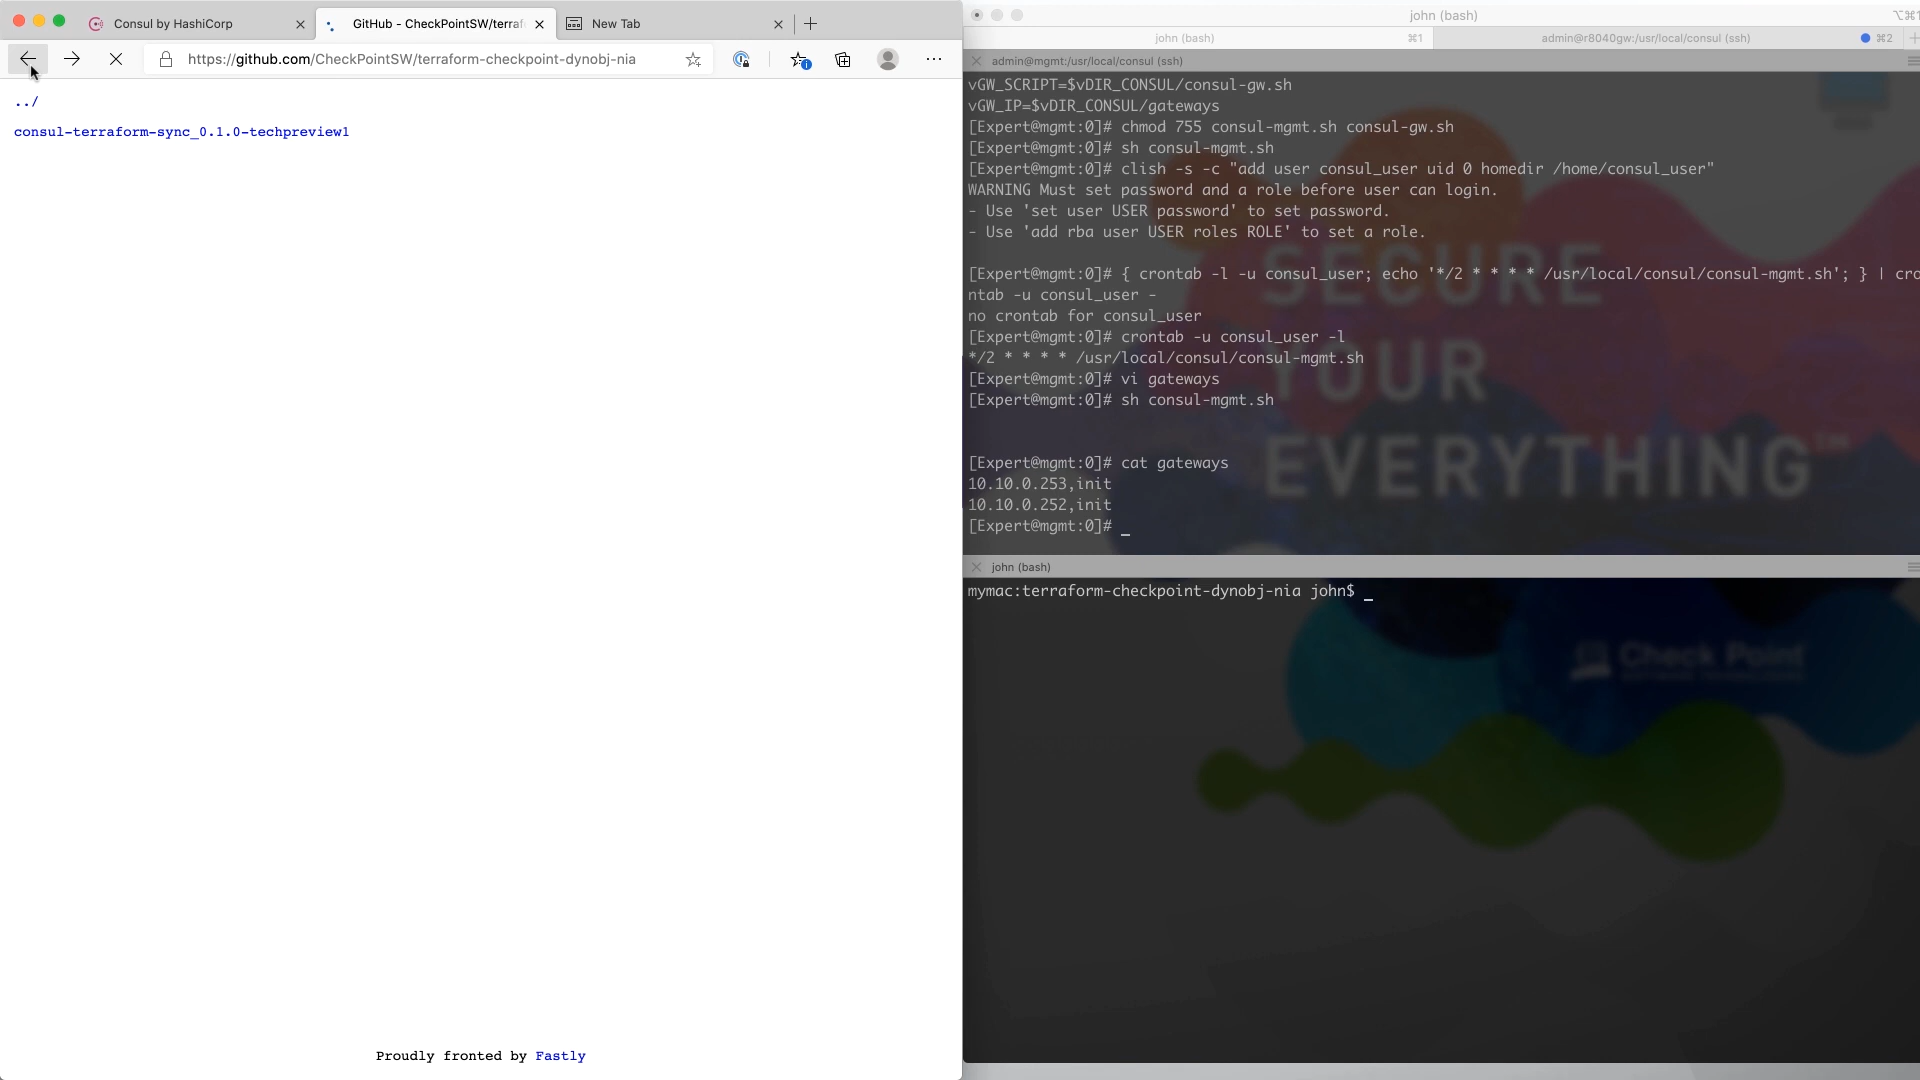 Consul by HashiCorp
GitHub - CheckPointSW/terraf
New Tab
https://github.com/CheckPointSW/terraform-checkpoint-dynobj-nia
../
consul-terraform-sync_0.1.0-techpreview1
Proudly fronted by Fastly
john (bash)
⌥⌘1
john (bash) ⌘1
admin@r8040gw:/usr/local/consul (ssh) ⌘2
admin@mgmt:/usr/local/consul (ssh)
vGW_SCRIPT=$vDIR_CONSUL/consul-gw.sh
vGW_IP=$vDIR_CONSUL/gateways
[Expert@mgmt:0]# chmod 755 consul-mgmt.sh consul-gw.sh
[Expert@mgmt:0]# sh consul-mgmt.sh
[Expert@mgmt:0]# clish -s -c "add user consul_user uid 0 homedir /home/consul_user"
WARNING Must set password and a role before user can login.
- Use 'set user USER password' to set password.
- Use 'add rba user USER roles ROLE' to set a role.
[Expert@mgmt:0]# { crontab -l -u consul_user; echo '*/2 * * * * /usr/local/consul/consul-mgmt.sh'; } | cro
ntab -u consul_user -
no crontab for consul_user
[Expert@mgmt:0]# crontab -u consul_user -l
*/2 * * * * /usr/local/consul/consul-mgmt.sh
[Expert@mgmt:0]# vi gateways
[Expert@mgmt:0]# sh consul-mgmt.sh
[Expert@mgmt:0]# cat gateways
10.10.0.253,init
10.10.0.252,init
[Expert@mgmt:0]# _
SECURE
YOUR
EVERYTHING™
john (bash)
mymac:terraform-checkpoint-dynobj-nia john$ _
Check Point